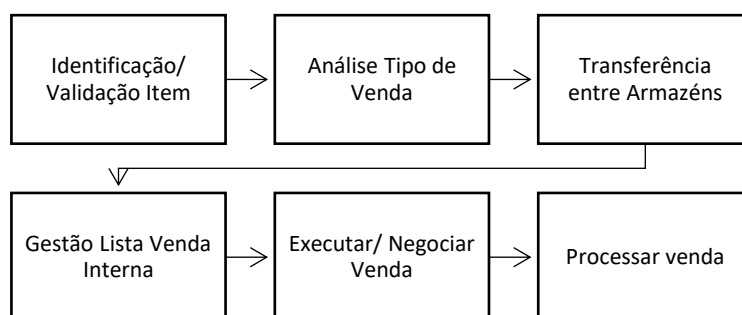 Identificação/
Validação Item
Análise Tipo de
Venda
Transferência
entre Armazéns
Gestão Lista Venda
Interna
Executar/ Negociar
Venda
Processar venda